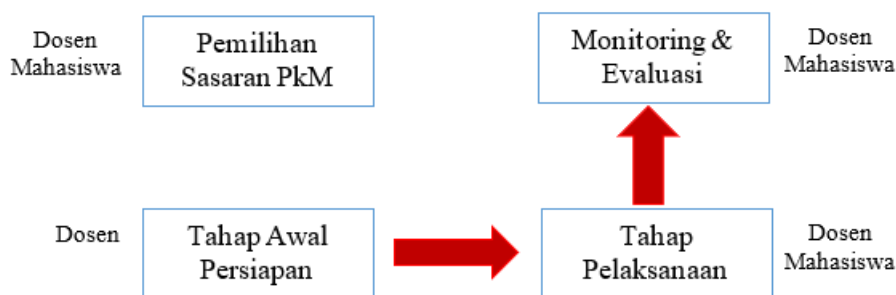 Dosen
Mahasiswa
Pemilihan
Sasaran PkM
Monitoring &
Evaluasi
Dosen
Mahasiswa
Dosen
Tahap Awal
Persiapan
Tahap
Pelaksanaan
Dosen
Mahasiswa